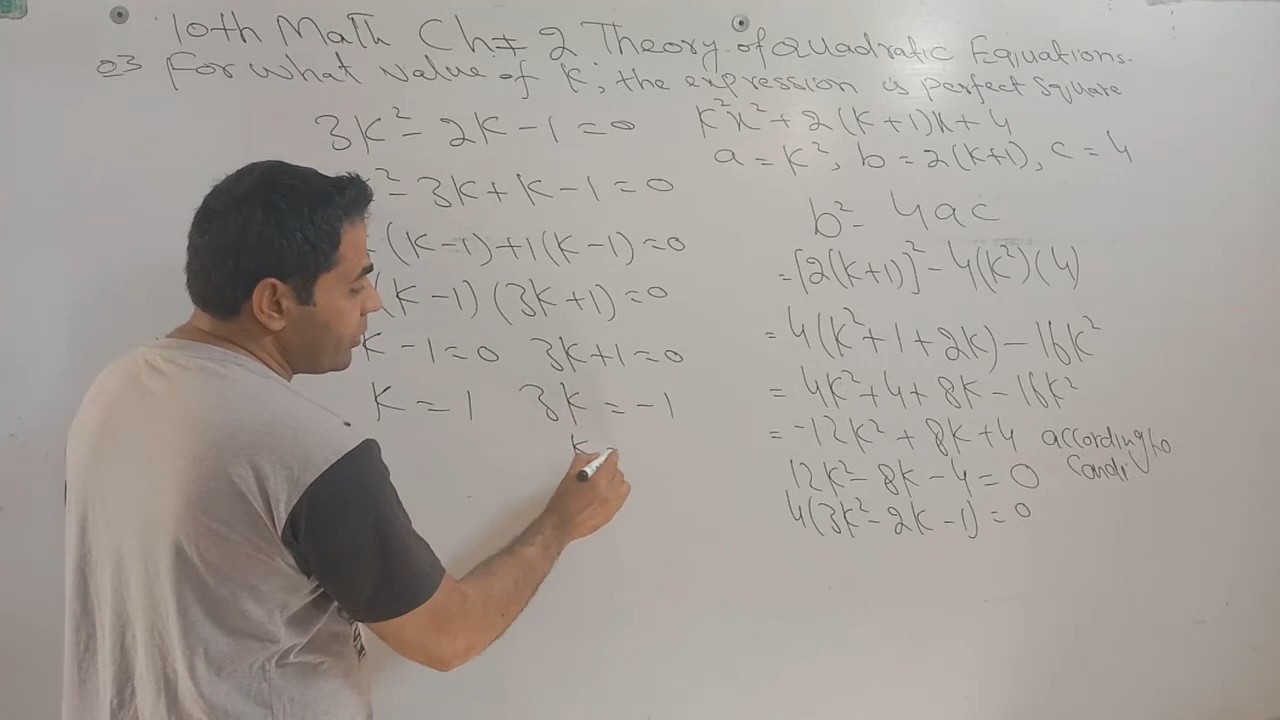 10th Math Ch# 2 Theory of Quadratic Equations.
Q3 For what value of K, the expression is perfect square
3K² - 2K - 1 = 0
² - 3K + K - 1 = 0
(K-1) + 1(K-1) = 0
(K-1)(3K+1) = 0
K - 1 = 0 3K + 1 = 0
K = 1 3K = -1
K
K²x² + 2(K+1)x + 4
a = K², b = 2(K+1), c = 4
b² - 4ac
= [2(K+1)]² - 4(K²)(4)
= 4(K² + 1 + 2K) - 16K²
= 4K² + 4 + 8K - 16K²
= -12K² + 8K + 4 according to
12K² - 8K - 4 = 0 Condi
4(3K² - 2K - 1) = 0